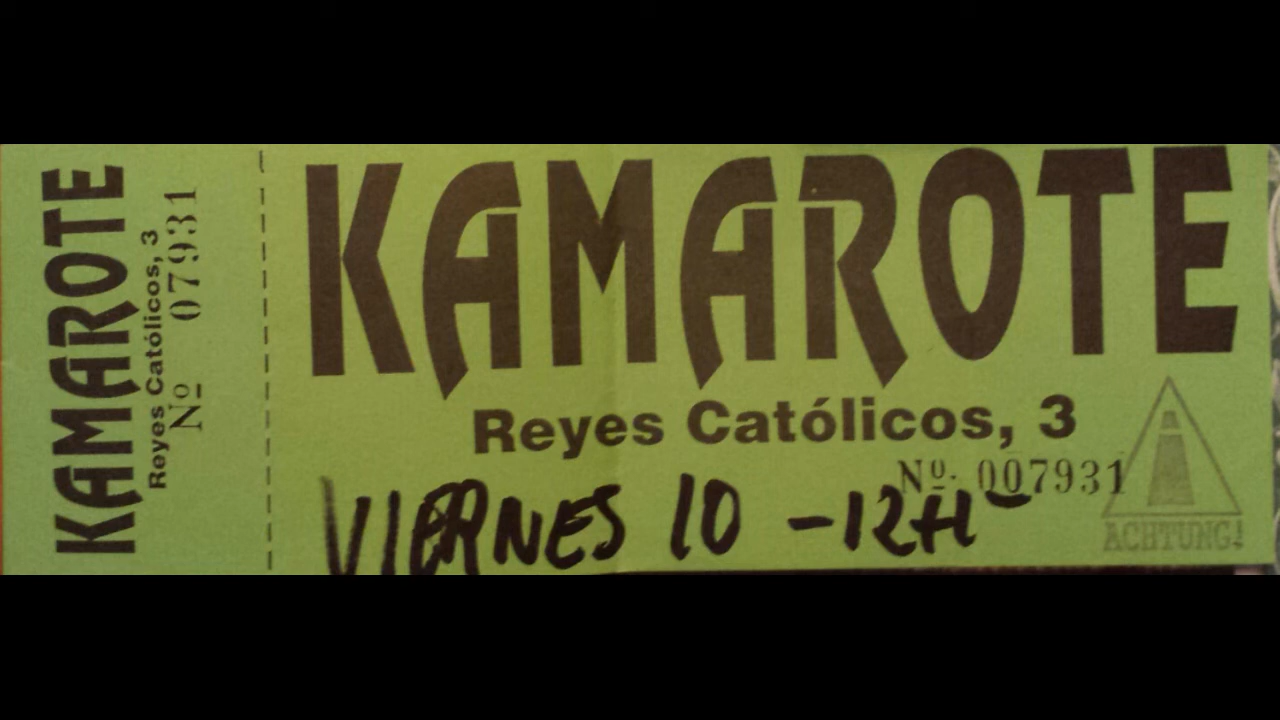 KAMAROTE
Reyes Católicos, 3
Nº 07931
KAMAROTE
Reyes Católicos, 3
Nº. 007931
VIERNES 10 - 12H -
ACHTUNG!